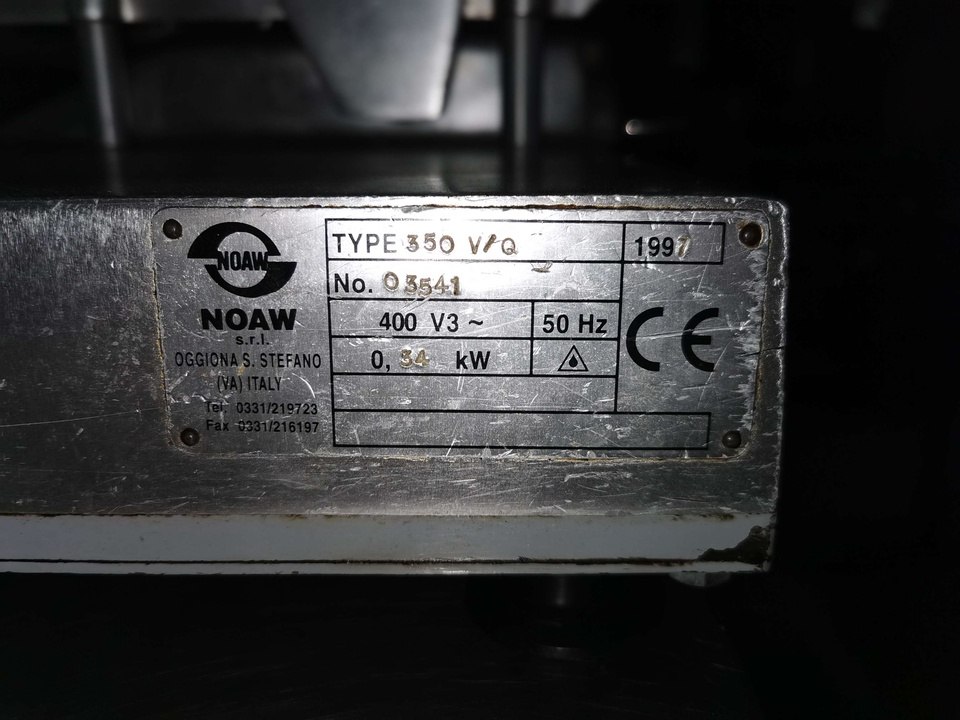 NOAW
NOAW
s.r.l.
OGGIONA S. STEFANO
(VA) ITALY
Tel. 0331/219723
Fax 0331/216197
TYPE 350 V/Q
1997
No. 03541
400 V3 ~
50 Hz
0,34 kW
CE